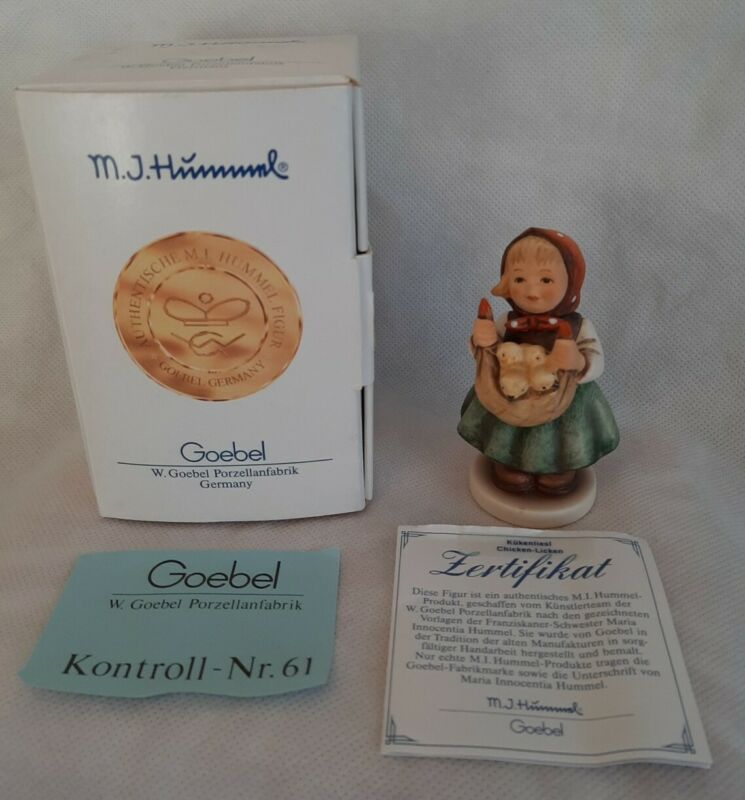 M.J.Hummel
Goebel
W. Goebel Porzellanfabrik
M.J.Hummel®
AUTHENTISCHE M.I. HUMMEL FIGUR
GOEBEL GERMANY
Goebel
W. Goebel Porzellanfabrik
Germany
Goebel
W. Goebel Porzellanfabrik
Kontroll-Nr. 61
Kükenliesl
Chicken-Licken
Zertifikat
Diese Figur ist ein authentisches M.I. Hummel-
Produkt, geschaffen vom Künstlerteam der
W. Goebel Porzellanfabrik nach den gezeichneten
Vorlagen der Franziskaner-Schwester Maria
Innocentia Hummel. Sie wurde von Goebel in
der Tradition der alten Manufakturen in sorg-
fältiger Handarbeit hergestellt und bemalt.
Nur echte M.I. Hummel-Produkte tragen die
Goebel-Fabrikmarke sowie die Unterschrift von
Maria Innocentia Hummel.
M.J.Hummel
Goebel